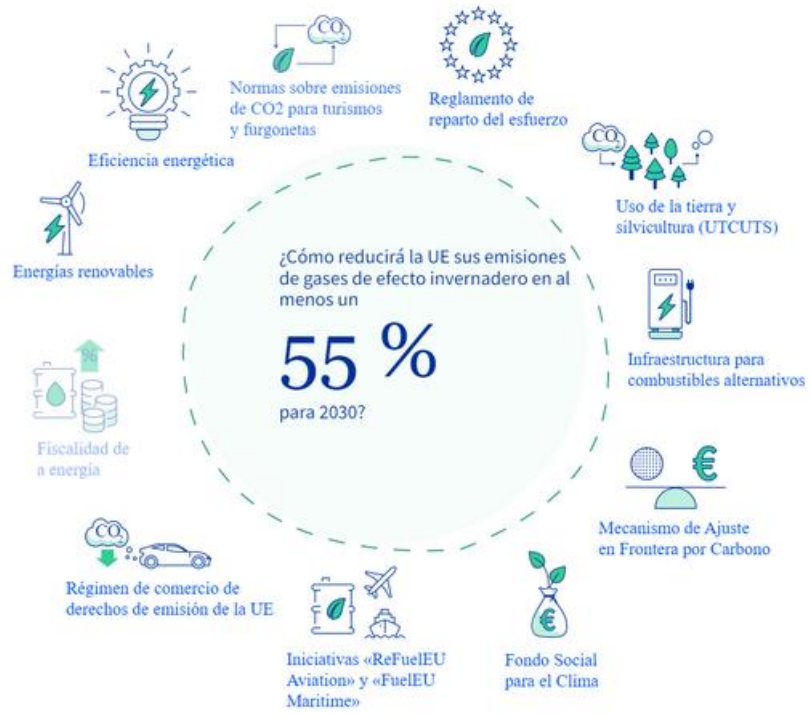 CO2
Normas sobre emisiones
de CO2 para turismos
y furgonetas
Reglamento de
reparto del esfuerzo
CO2
Uso de la tierra y
silvicultura (UTCUTS)
Eficiencia energética
Energías renovables
¿Cómo reducirá la UE sus emisiones
de gases de efecto invernadero en al
menos un
55 %
para 2030?
Infraestructura para
combustibles alternativos
%
Fiscalidad de
a energía
€
Mecanismo de Ajuste
en Frontera por Carbono
CO2
Régimen de comercio de
derechos de emisión de la UE
Iniciativas «ReFuelEU
Aviation» y «FuelEU
Maritime»
€
Fondo Social
para el Clima